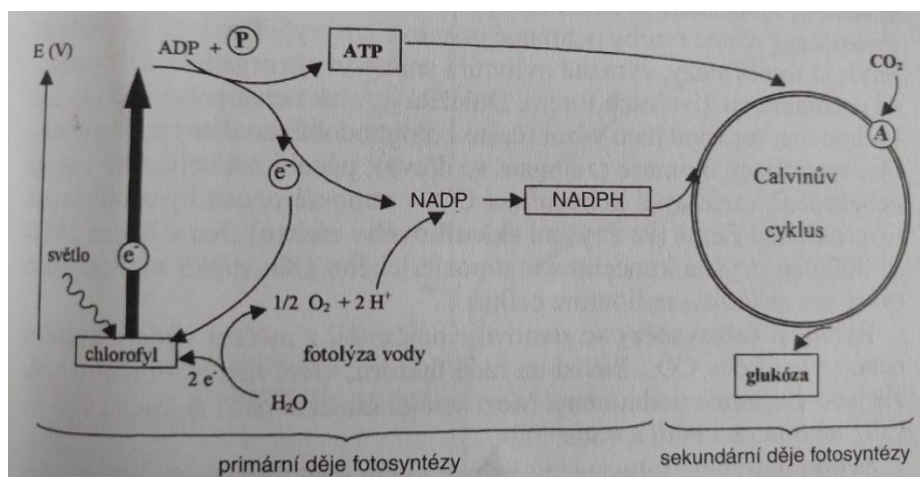 E (V)
ADP + P
ATP
CO₂
A
e⁻
Calvinův
cyklus
NADP
NADPH
e⁻
světlo
1/2 O₂ + 2 H⁺
chlorofyl
fotolýza vody
2 e⁻
H₂O
glukóza
primární děje fotosyntézy
sekundární děje fotosyntézy